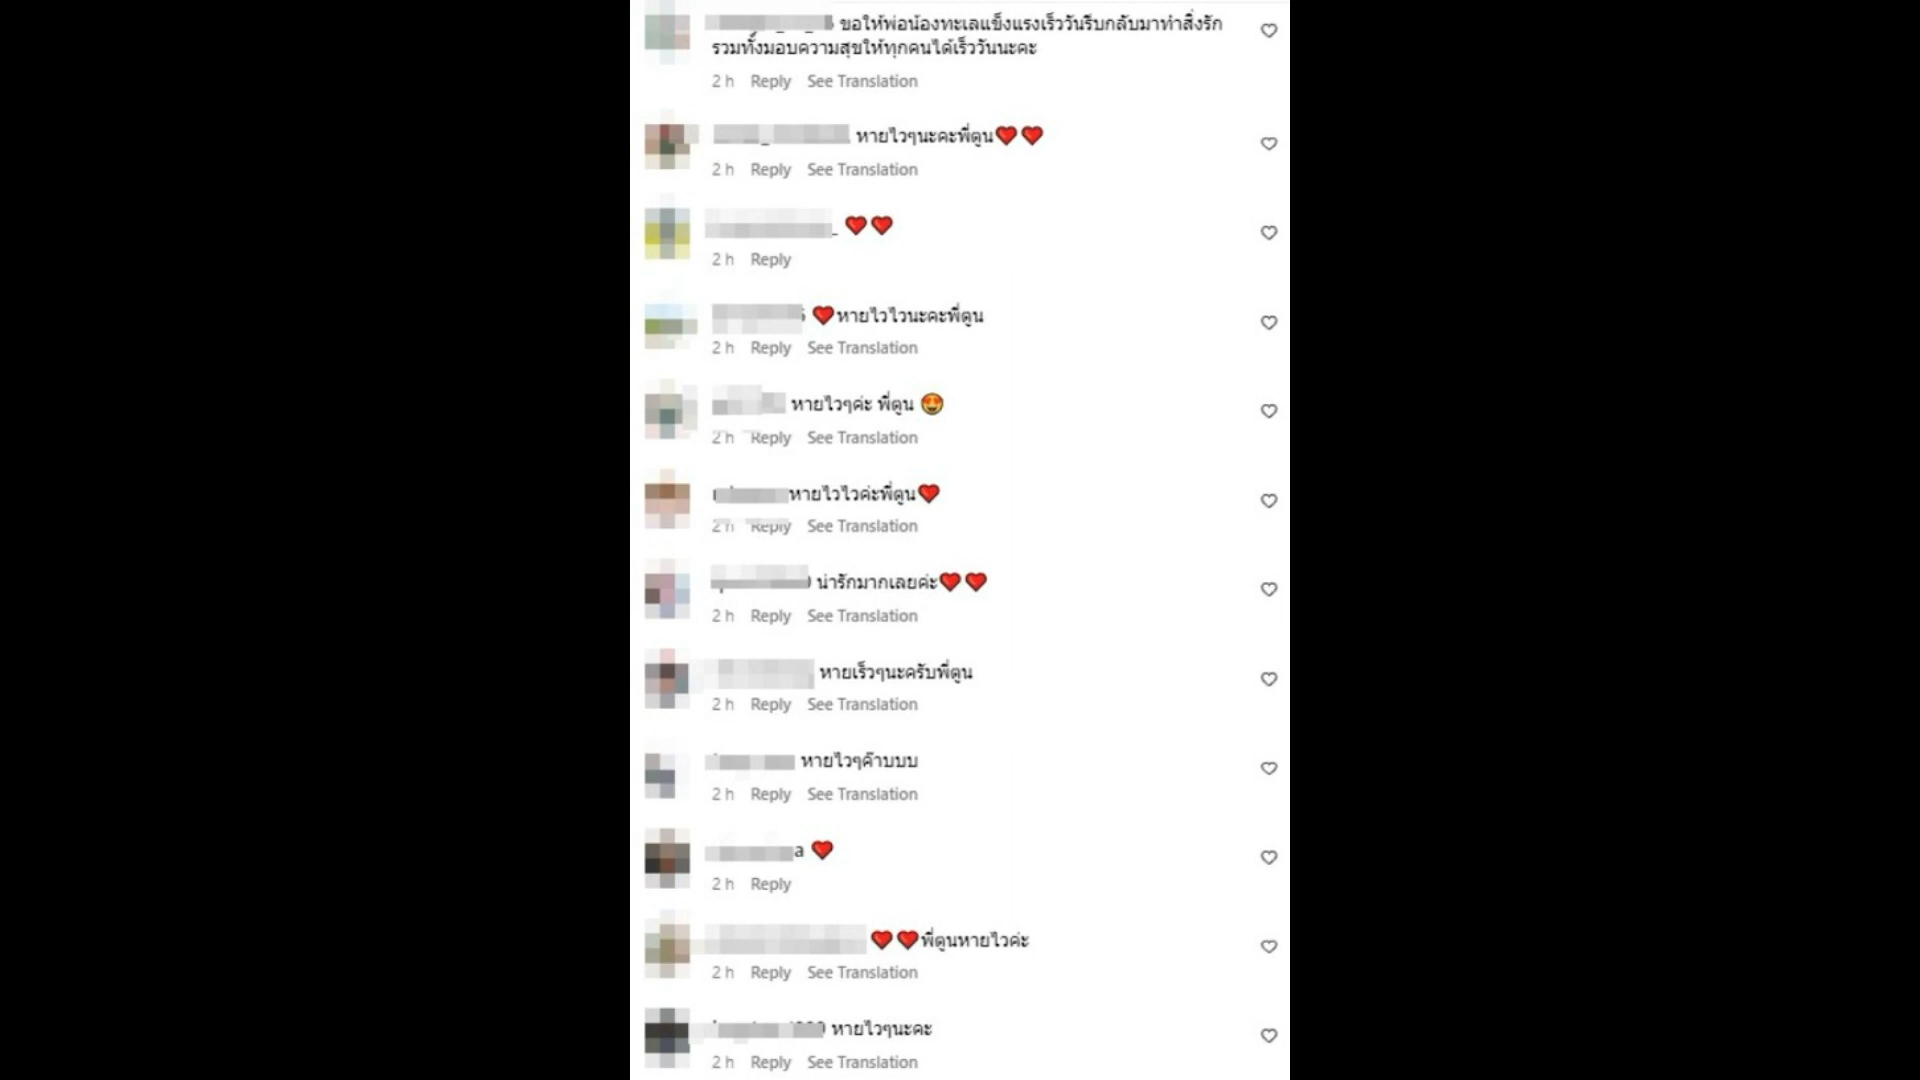 ขอให้พ่อน้องทะเลแข็งแรงเร็ววันรีบกลับมาทำสิ่งรัก
รวมทั้งมอบความสุขให้ทุกคนได้เร็ววันนะคะ
2 h Reply See Translation
หายไวๆนะคะพี่ตูน❤️❤️
2 h Reply See Translation
❤️❤️
2 h Reply
❤️หายไวไวนะคะพี่ตูน
2 h Reply See Translation
หายไวๆค่ะ พี่ตูน 😍
2 h Reply See Translation
หายไวไวค่ะพี่ตูน❤️
2 h Reply See Translation
น่ารักมากเลยค่ะ❤️❤️
2 h Reply See Translation
หายเร็วๆนะครับพี่ตูน
2 h Reply See Translation
หายไวๆค๊าบบบ
2 h Reply See Translation
❤️
2 h Reply
❤️❤️พี่ตูนหายไวค่ะ
2 h Reply See Translation
หายไวๆนะคะ
2 h Reply See Translation